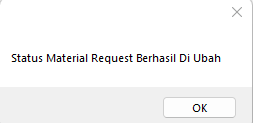 Status Material Request Berhasil Di Ubah
OK